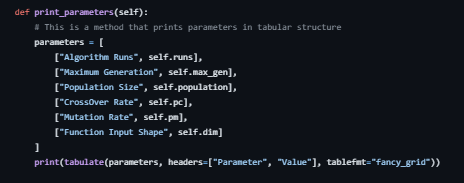 def print_parameters(self):
    # This is a method that prints parameters in tabular structure
    parameters = [
        ["Algorithm Runs", self.runs],
        ["Maximum Generation", self.max_gen],
        ["Population Size", self.population],
        ["CrossOver Rate", self.pc],
        ["Mutation Rate", self.pm],
        ["Function Input Shape", self.dim]
    ]
    print(tabulate(parameters, headers=["Parameter", "Value"], tablefmt="fancy_grid"))